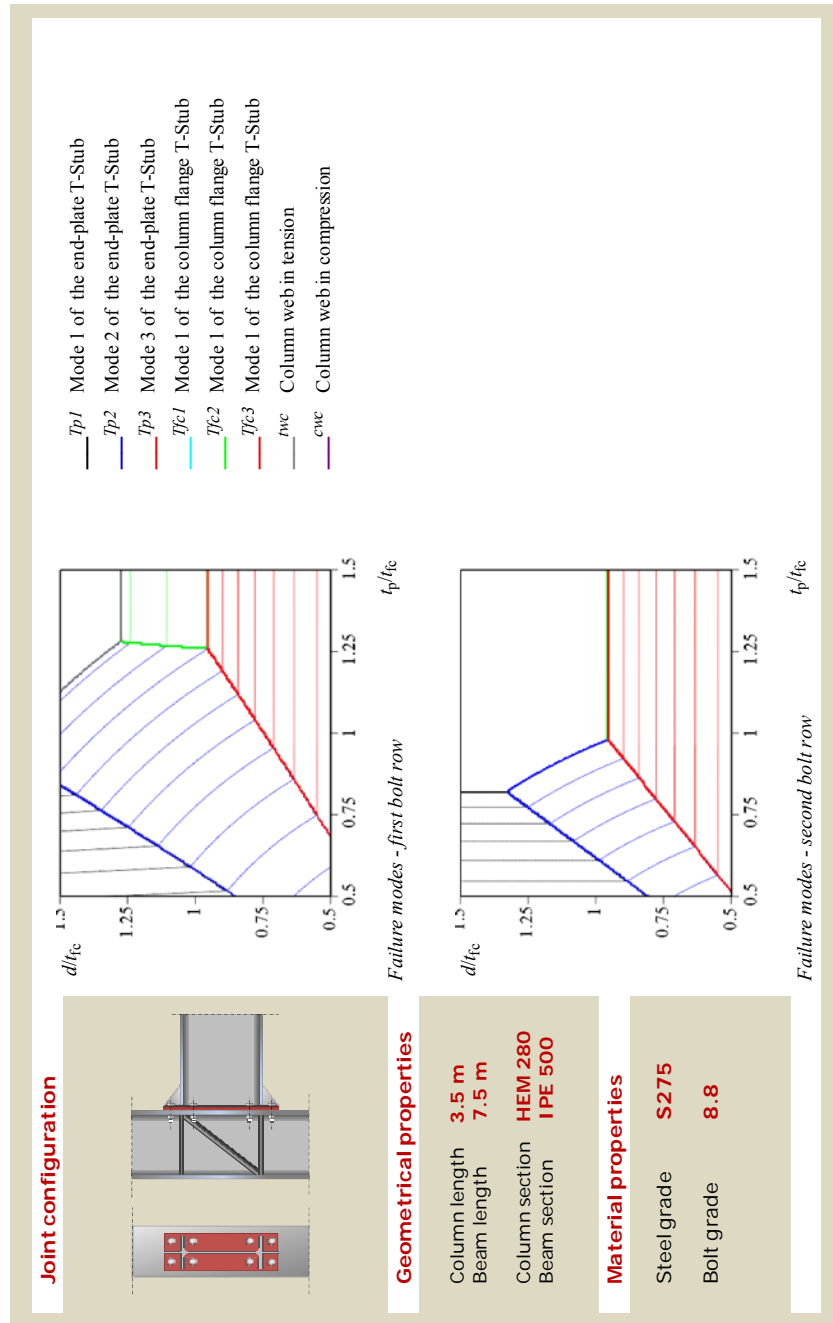 Joint configuration
Geometrical properties
Column length 3.5 m
Beam length 7.5 m
Column section HEM 280
Beam section IPE 500
Material properties
Steel grade S275
Bolt grade 8.8
d/tfc
1.5
1.25
1
0.75
0.5
0.5
0.75
1
1.25
1.5
tp/tfc
Failure modes - first bolt row
d/tfc
1.5
1.25
1
0.75
0.5
0.5
0.75
1
1.25
1.5
tp/tfc
Failure modes - second bolt row
Tp1 Mode 1 of the end-plate T-Stub
Tp2 Mode 2 of the end-plate T-Stub
Tp3 Mode 3 of the end-plate T-Stub
Tfc1 Mode 1 of the column flange T-Stub
Tfc2 Mode 1 of the column flange T-Stub
Tfc3 Mode 1 of the column flange T-Stub
twc Column web in tension
cwc Column web in compression